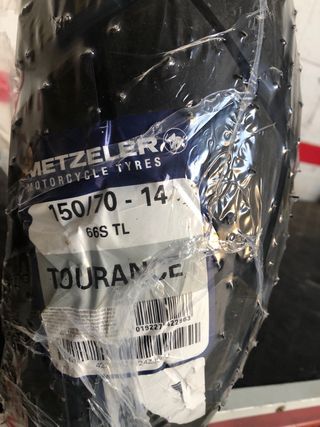 METZELER
MOTORCYCLE TYRES
150/70 - 14
66S TL
TOURANCE